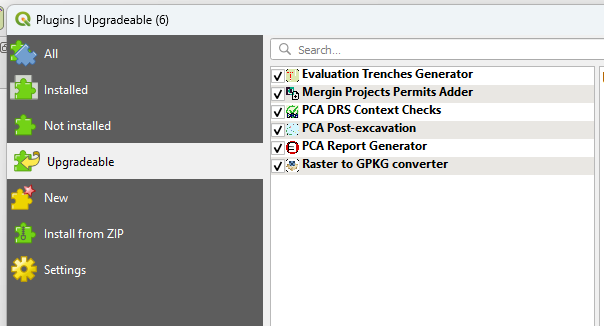 Plugins | Upgradeable (6)
All
Installed
Not installed
Upgradeable
New
Install from ZIP
Settings
Search...
Evaluation Trenches Generator
Mergin Projects Permits Adder
PCA DRS Context Checks
PCA Post-excavation
PCA Report Generator
Raster to GPKG converter